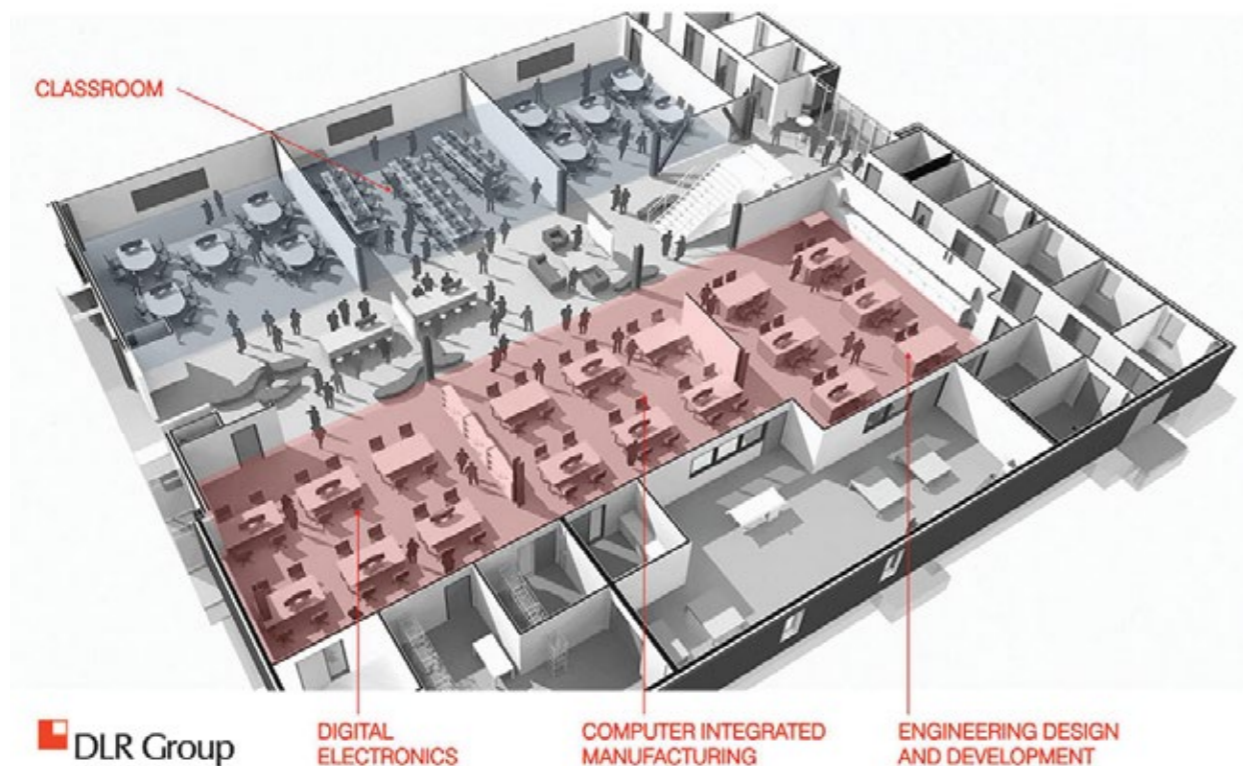 CLASSROOM
DLR Group
DIGITAL
ELECTRONICS
COMPUTER INTEGRATED
MANUFACTURING
ENGINEERING DESIGN
AND DEVELOPMENT